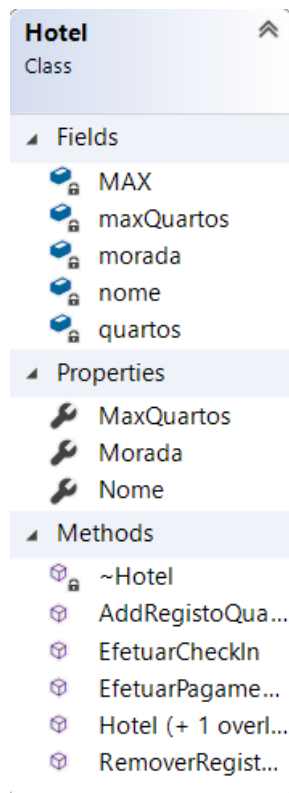 Hotel
Class
Fields
MAX
maxQuartos
morada
nome
quartos
Properties
MaxQuartos
Morada
Nome
Methods
~Hotel
AddRegistoQua...
EfetuarCheckIn
EfetuarPagame...
Hotel (+ 1 overl...
RemoverRegist...